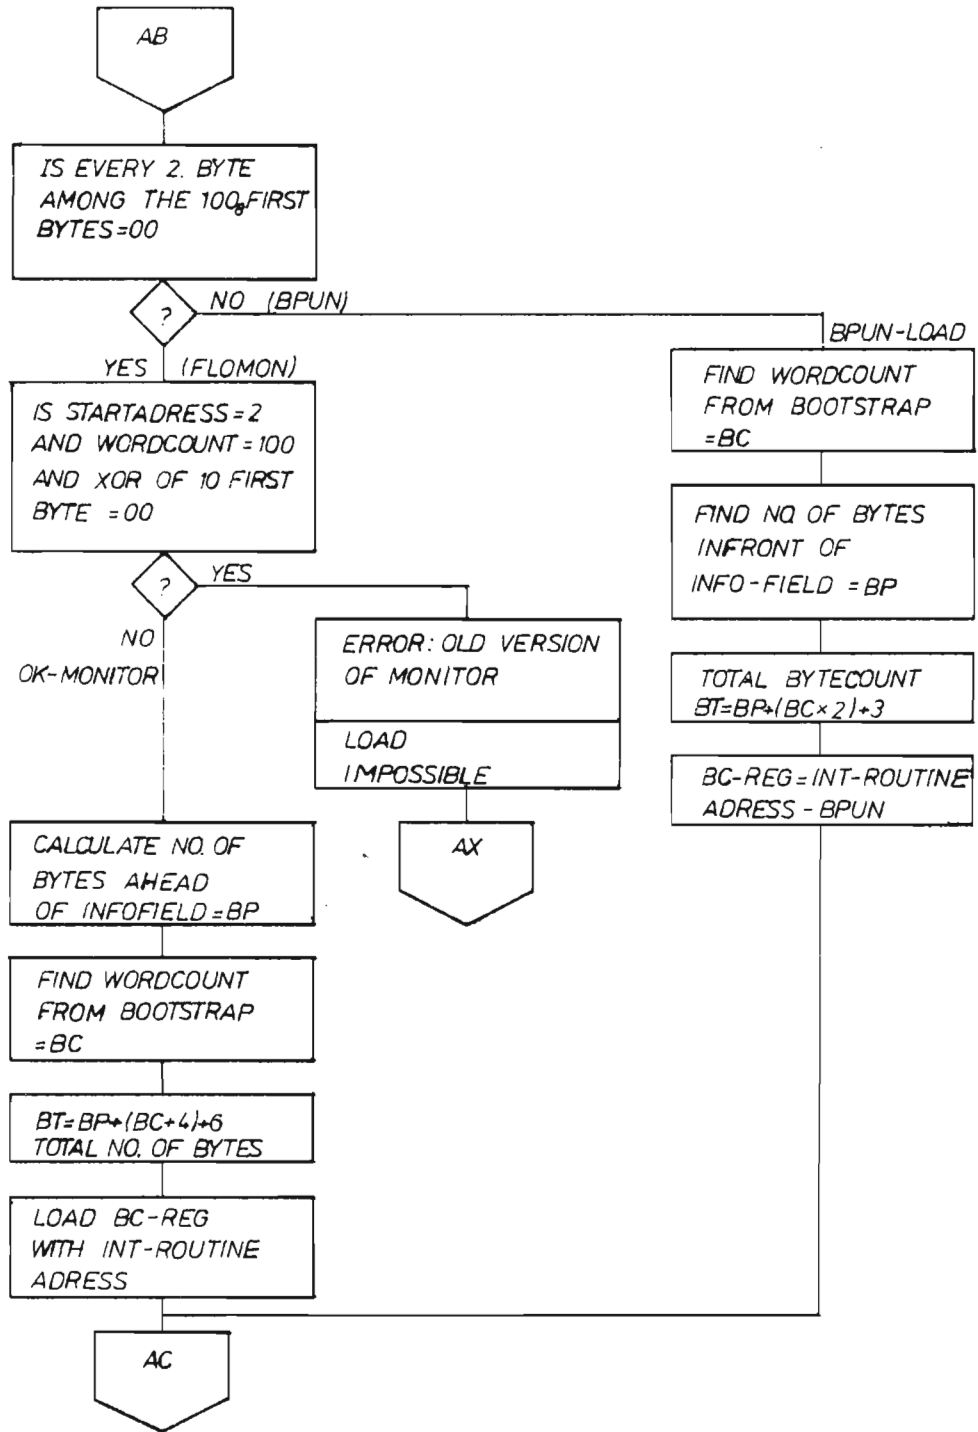 AB
IS EVERY 2. BYTE
AMONG THE 100₈ FIRST
BYTES=00
?
NO (BPUN)
YES (FLOMON)
BPUN-LOAD
FIND WORDCOUNT
FROM BOOTSTRAP
=BC
IS STARTADRESS=2
AND WORDCOUNT=100
AND XOR OF 10 FIRST
BYTE =00
FIND NO. OF BYTES
INFRONT OF
INFO-FIELD =BP
?
YES
NO
OK-MONITOR
ERROR: OLD VERSION
OF MONITOR
LOAD
IMPOSSIBLE
AX
TOTAL BYTECOUNT
BT=BP+(BC×2)+3
BC-REG=INT-ROUTINE
ADRESS-BPUN
CALCULATE NO. OF
BYTES AHEAD
OF INFOFIELD=BP
FIND WORDCOUNT
FROM BOOTSTRAP
=BC
BT=BP+(BC+4)+6
TOTAL NO. OF BYTES
LOAD BC-REG
WITH INT-ROUTINE
ADRESS
AC